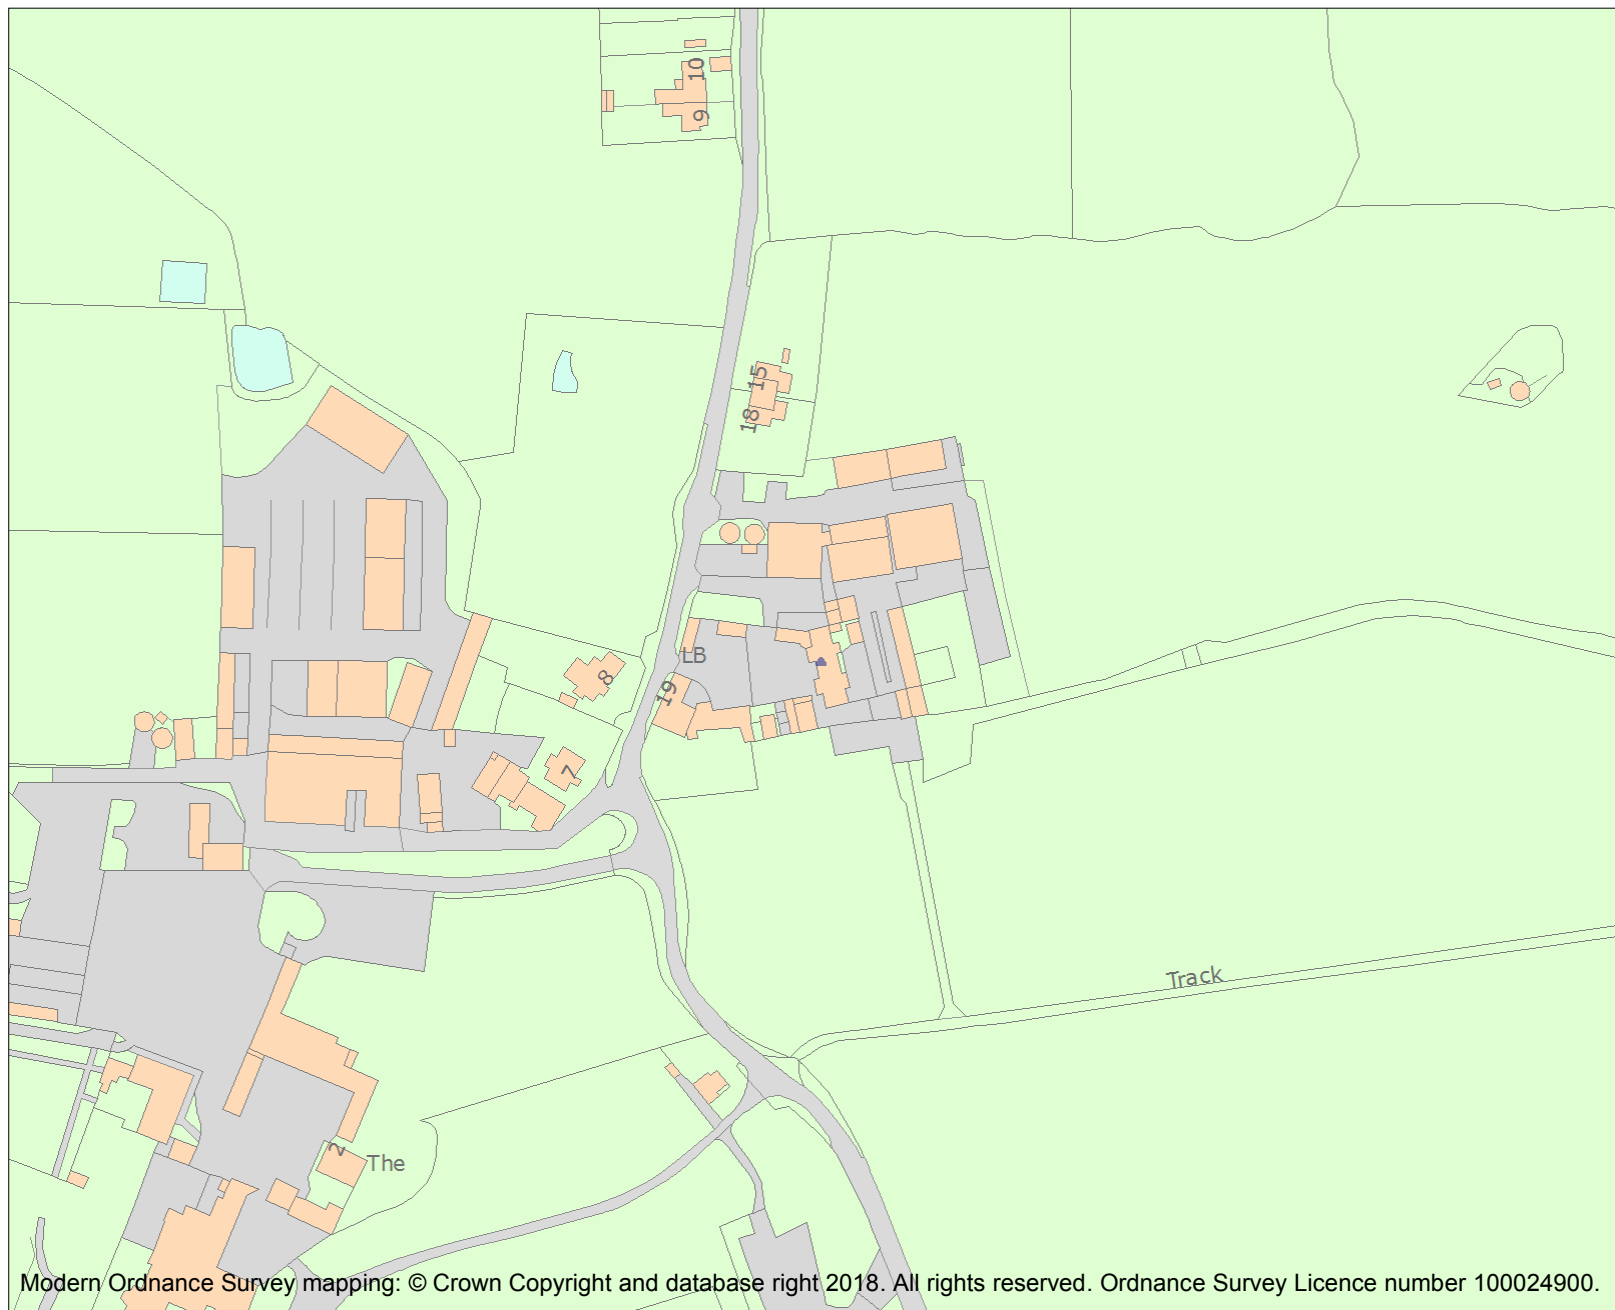 10
9
15
18
LB
8
19
7
Track
2
The
Modern Ordnance Survey mapping: © Crown Copyright and database right 2018. All rights reserved. Ordnance Survey Licence number 100024900.